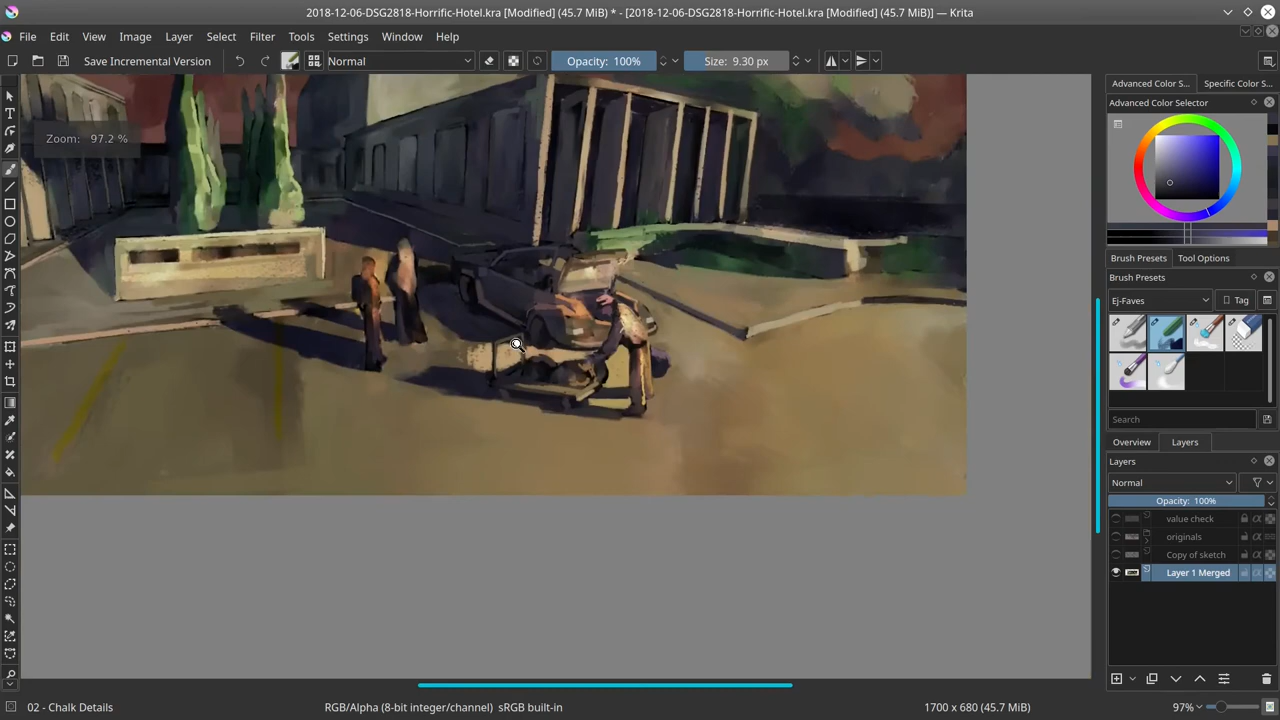 2018-12-06-DSG2818-Horrific-Hotel.kra [Modified] (45.7 MiB) * - [2018-12-06-DSG2818-Horrific-Hotel.kra [Modified] (45.7 MiB)] — Krita
File Edit View Image Layer Select Filter Tools Settings Window Help
Save Incremental Version Normal Opacity: 100% Size: 9.30 px
Zoom: 97.2 %
Advanced Color S... Specific Color S...
Advanced Color Selector
Brush Presets Tool Options
Brush Presets
Ej-Faves Tag
Search
Overview Layers
Layers
Normal
Opacity: 100%
value check
originals
Copy of sketch
Layer 1 Merged
02 - Chalk Details RGB/Alpha (8-bit integer/channel) sRGB built-in 1700 x 680 (45.7 MiB) 97%